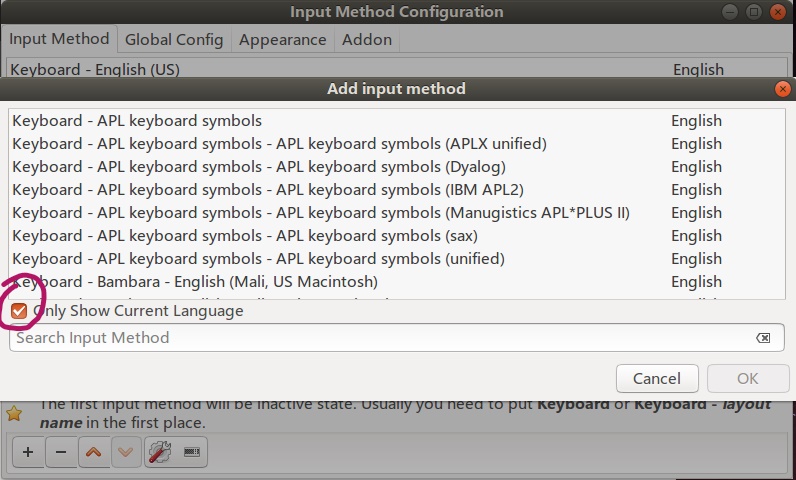 Input Method Configuration
Input Method Global Config Appearance Addon
Keyboard - English (US) English
Add input method
Keyboard - APL keyboard symbols English
Keyboard - APL keyboard symbols - APL keyboard symbols (APLX unified) English
Keyboard - APL keyboard symbols - APL keyboard symbols (Dyalog) English
Keyboard - APL keyboard symbols - APL keyboard symbols (IBM APL2) English
Keyboard - APL keyboard symbols - APL keyboard symbols (Manugistics APL*PLUS II) English
Keyboard - APL keyboard symbols - APL keyboard symbols (sax) English
Keyboard - APL keyboard symbols - APL keyboard symbols (unified) English
Keyboard - Bambara - English (Mali, US Macintosh) English
Only Show Current Language
Search Input Method
Cancel OK
The first input method will be inactive state. Usually you need to put Keyboard or Keyboard - layout
name in the first place.